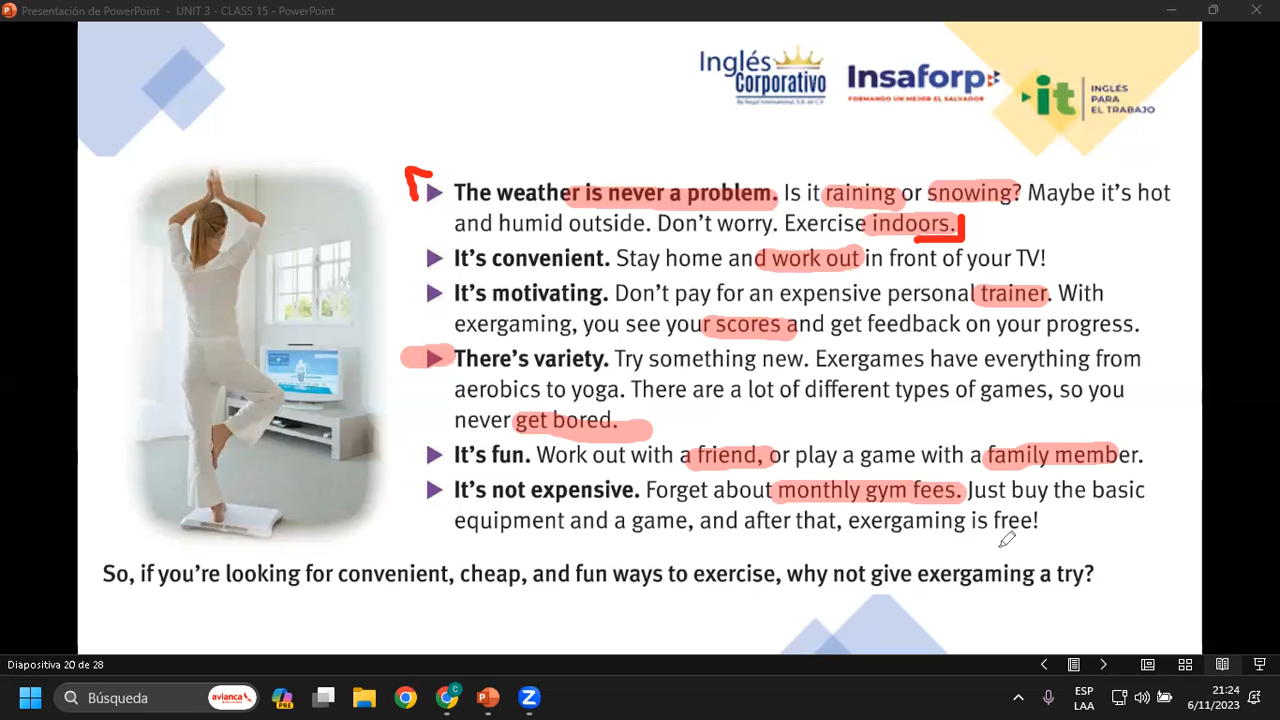 Presentación de PowerPoint - UNIT 3 - CLASS 15 - PowerPoint
Inglés
Corporativo
By Regal International, S.A. de C.V.
Insaforp
FORMANDO UN MEJOR EL SALVADOR
it
INGLÉS
PARA
EL TRABAJO
The weather is never a problem. Is it raining or snowing? Maybe it's hot
and humid outside. Don't worry. Exercise indoors.
It's convenient. Stay home and work out in front of your TV!
It's motivating. Don't pay for an expensive personal trainer. With
exergaming, you see your scores and get feedback on your progress.
There's variety. Try something new. Exergames have everything from
aerobics to yoga. There are a lot of different types of games, so you
never get bored.
It's fun. Work out with a friend, or play a game with a family member.
It's not expensive. Forget about monthly gym fees. Just buy the basic
equipment and a game, and after that, exergaming is free!
So, if you're looking for convenient, cheap, and fun ways to exercise, why not give exergaming a try?
Diapositiva 20 de 28
Búsqueda
avianca
PRE
C
ESP
LAA
21:24
6/11/2023